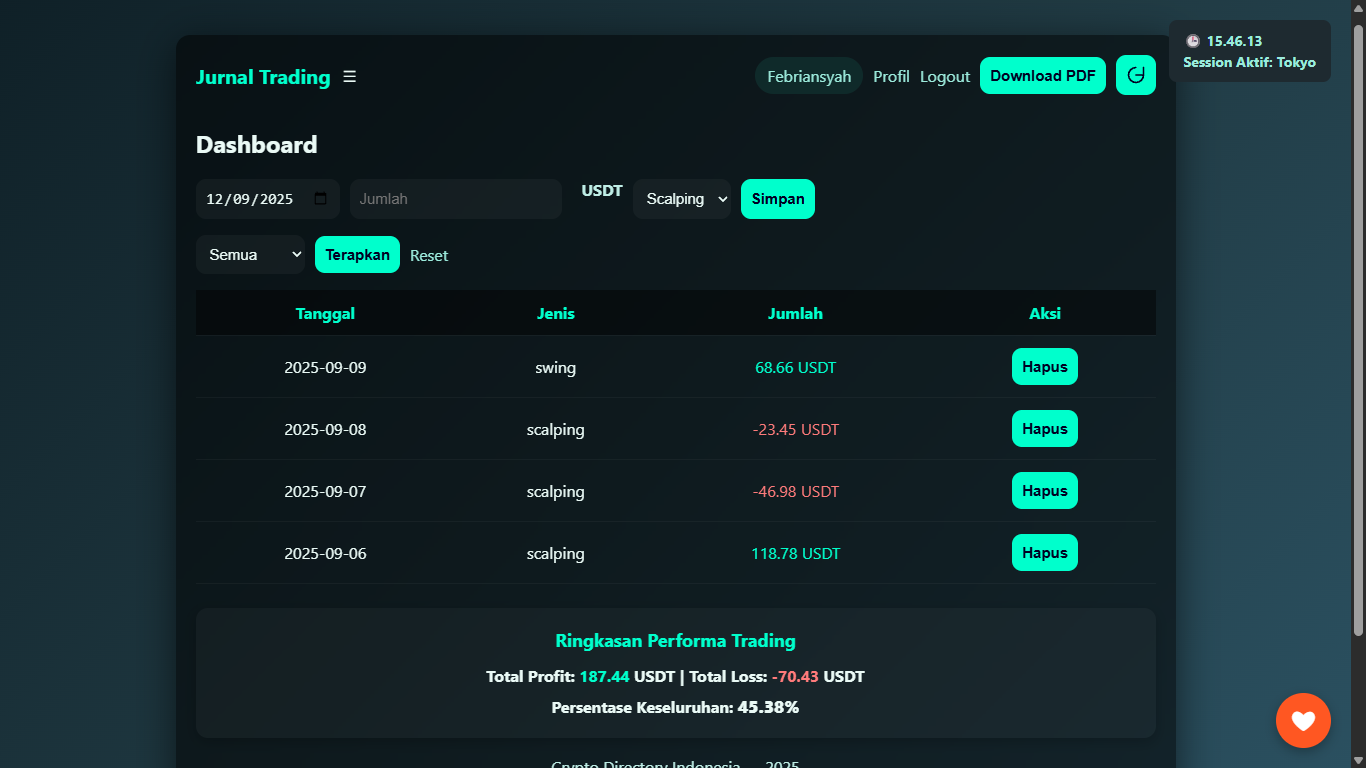 🕒 15.46.13
Session Aktif: Tokyo
Jurnal Trading ☰
Febriansyah Profil Logout Download PDF
Dashboard
12/09/2025 Jumlah USDT Scalping Simpan
Semua Terapkan Reset
Tanggal Jenis Jumlah Aksi
2025-09-09 swing 68.66 USDT Hapus
2025-09-08 scalping -23.45 USDT Hapus
2025-09-07 scalping -46.98 USDT Hapus
2025-09-06 scalping 118.78 USDT Hapus
Ringkasan Performa Trading
Total Profit: 187.44 USDT | Total Loss: -70.43 USDT
Persentase Keseluruhan: 45.38%
Crypto Directory Indonesia — 2025